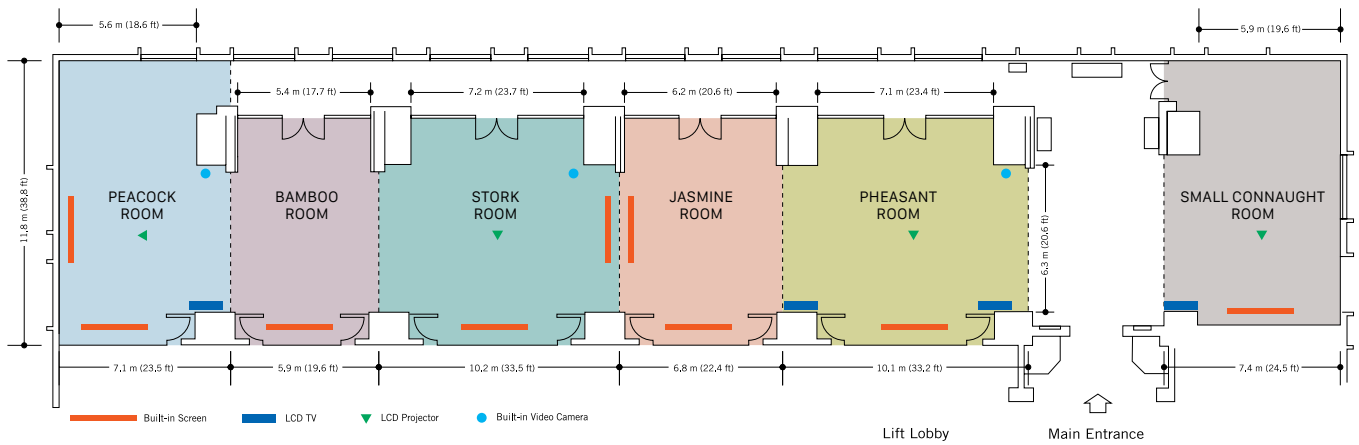 5.6 m (18.6 ft)
5,9 m (19,6 ft)
5.4 m (17.7 ft)
7.2 m (23.7 ft)
6.2 m (20.6 ft)
7.1 m (23.4 ft)
11,8 m (38,8 ft)
PEACOCK
ROOM
BAMBOO
ROOM
STORK
ROOM
JASMINE
ROOM
PHEASANT
ROOM
6.3 m (20.6 ft)
SMALL CONNAUGHT
ROOM
7.1 m (23.5 ft)
5.9 m (19.6 ft)
10.2 m (33,5 ft)
6.8 m (22.4 ft)
10.1 m (33,2 ft)
7,4 m (24,5 ft)
Built-in Screen
LCD TV
LCD Projector
Built-in Video Camera
Lift Lobby
Main Entrance